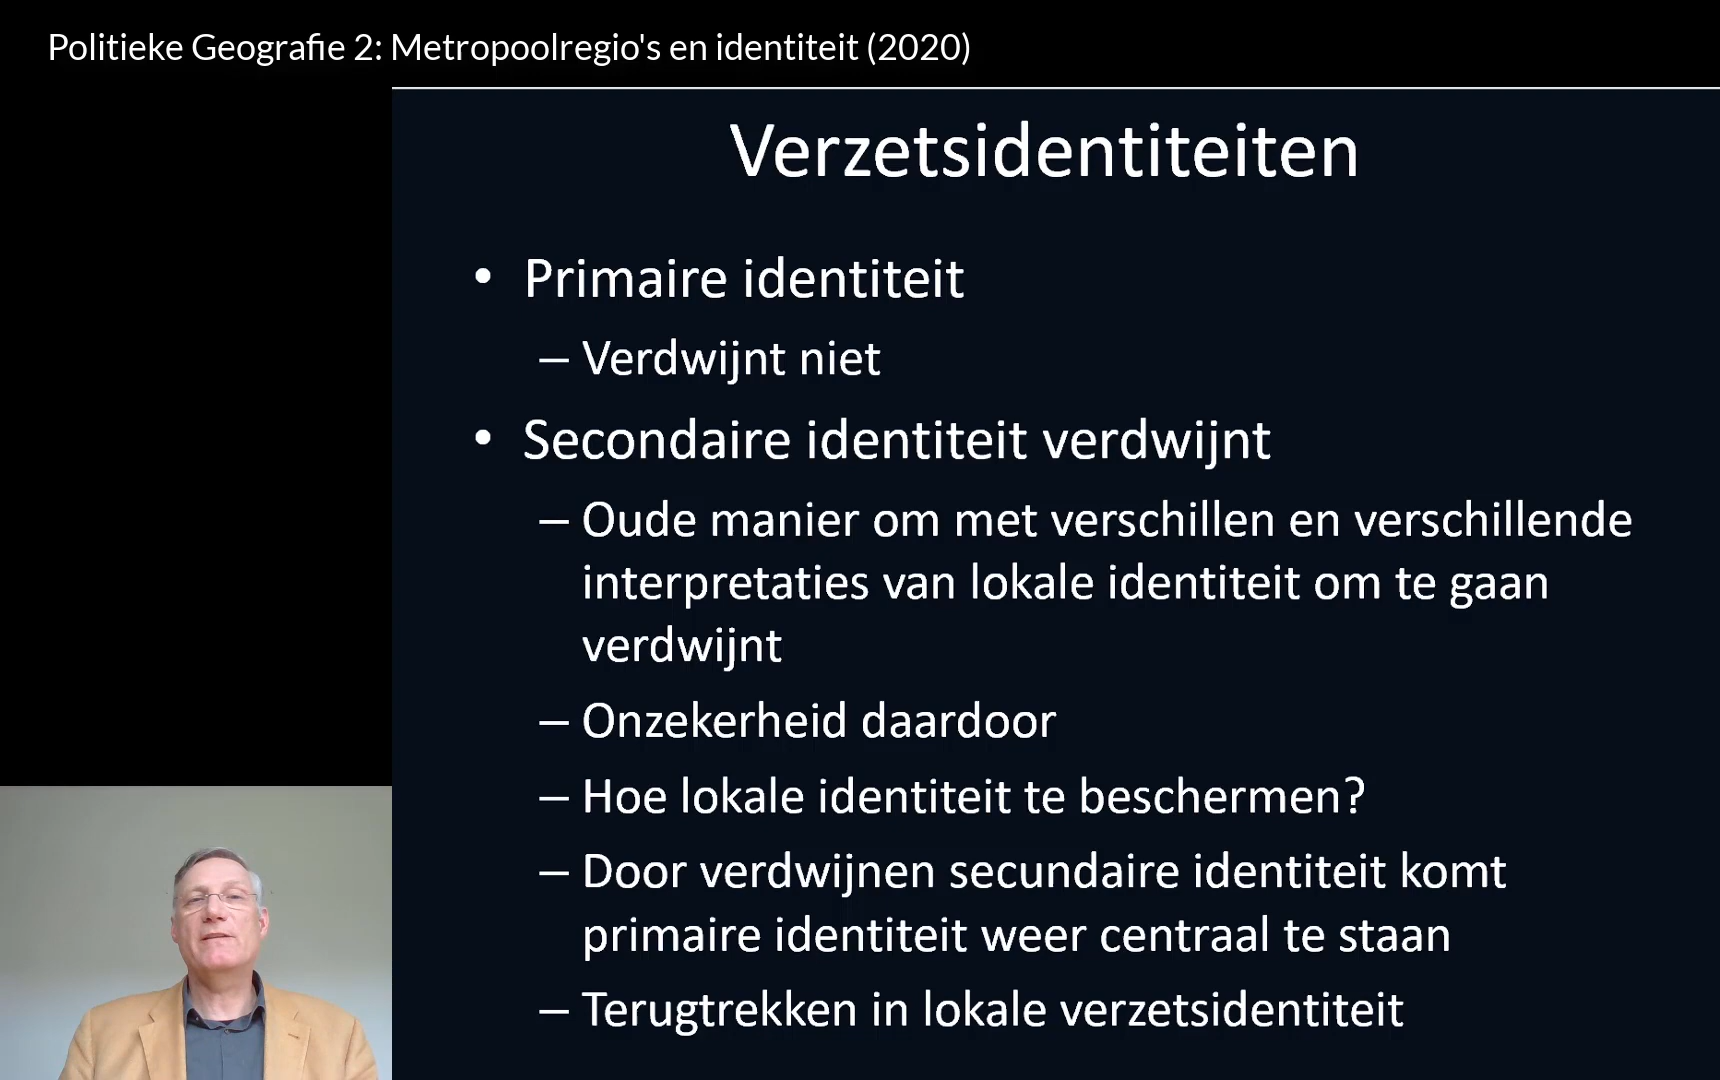 Politieke Geografie 2: Metropoolregio's en identiteit (2020)
Verzetsidentiteiten
• Primaire identiteit
– Verdwijnt niet
• Secondaire identiteit verdwijnt
– Oude manier om met verschillen en verschillende
interpretaties van lokale identiteit om te gaan
verdwijnt
– Onzekerheid daardoor
– Hoe lokale identiteit te beschermen?
– Door verdwijnen secundaire identiteit komt
primaire identiteit weer centraal te staan
– Terugtrekken in lokale verzetsidentiteit